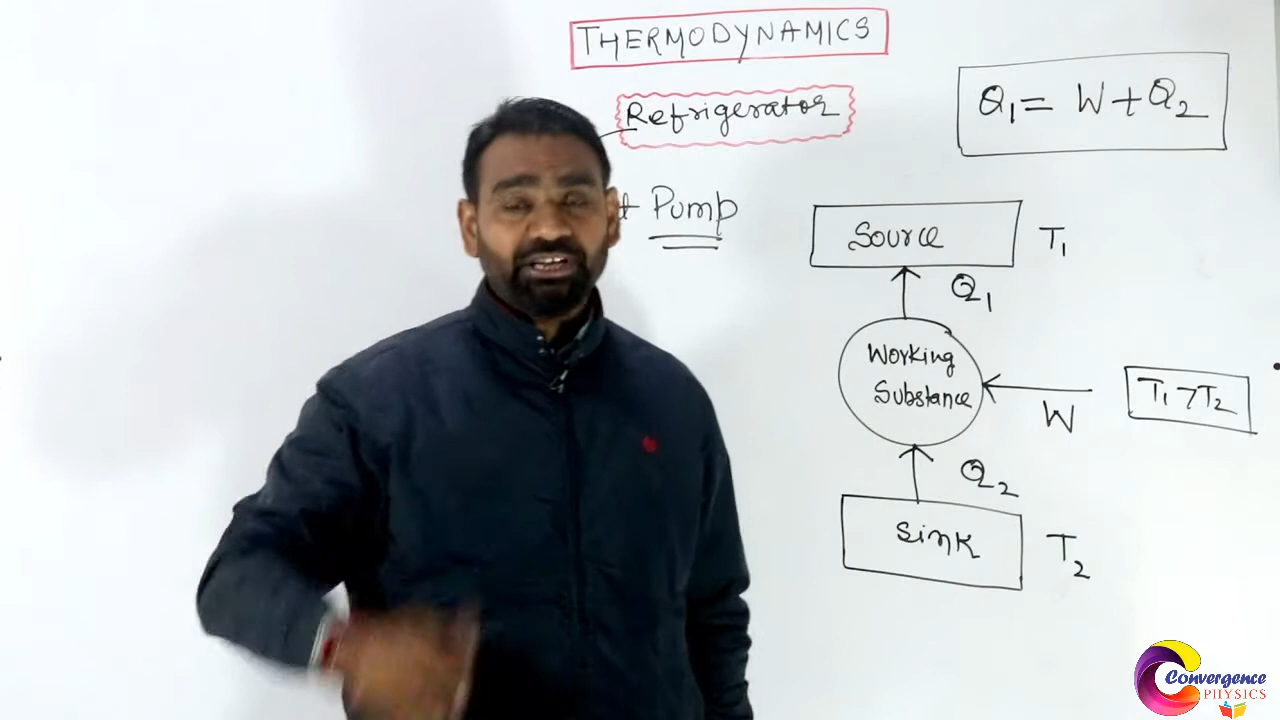 THERMODYNAMICS
Refrigerator
Pump
Q₁ = W + Q₂
Source
T₁
Q₁
Working
Substance
W
T₁ > T₂
Q₂
Sink
T₂
Convergence
PHYSICS